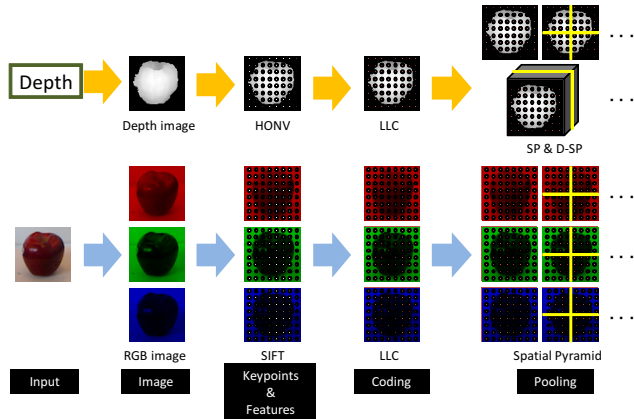 Depth
Depth image
HONV
LLC
SP & D-SP
RGB image
SIFT
LLC
Spatial Pyramid
Input
Image
Keypoints
&
Features
Coding
Pooling